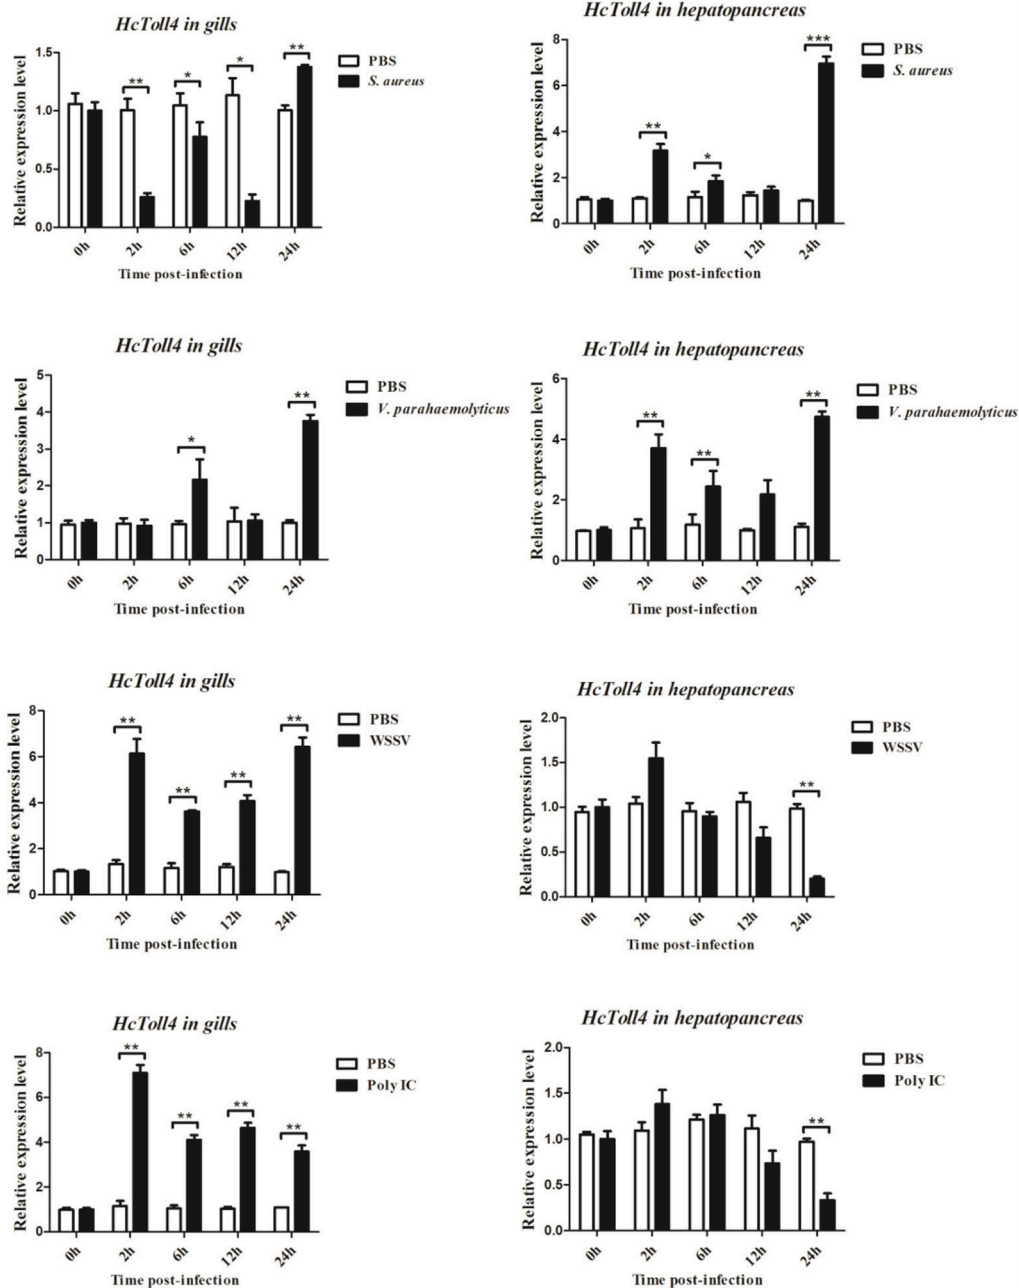 HcToll4 in gills
1.5
1.0
0.5
0.0
Relative expression level
**
*
*
**
PBS
S. aureus
0h
2h
6h
12h
24h
Time post-infection
HcToll4 in hepatopancreas
8
6
4
2
0
Relative expression level
**
*
***
PBS
S. aureus
0h
2h
6h
12h
24h
Time post-infection
HcToll4 in gills
5
4
3
2
1
0
Relative expression level
*
**
PBS
V. parahaemolyticus
0h
2h
6h
12h
24h
Time post-infection
HcToll4 in hepatopancreas
6
4
2
0
Relative expression level
**
**
**
PBS
V. parahaemolyticus
0h
2h
6h
12h
24h
Time post-infection
HcToll4 in gills
8
6
4
2
0
Relative expression level
**
**
**
**
PBS
WSSV
0h
2h
6h
12h
24h
Time post-infection
HcToll4 in hepatopancreas
2.0
1.5
1.0
0.5
0.0
Relative expression level
**
PBS
WSSV
0h
2h
6h
12h
24h
Time post-infection
HcToll4 in gills
8
6
4
2
0
Relative expression level
**
**
**
**
PBS
Poly IC
0h
2h
6h
12h
24h
Time post-infection
HcToll4 in hepatopancreas
2.0
1.5
1.0
0.5
0.0
Relative expression level
**
PBS
Poly IC
0h
2h
6h
12h
24h
Time post-infection